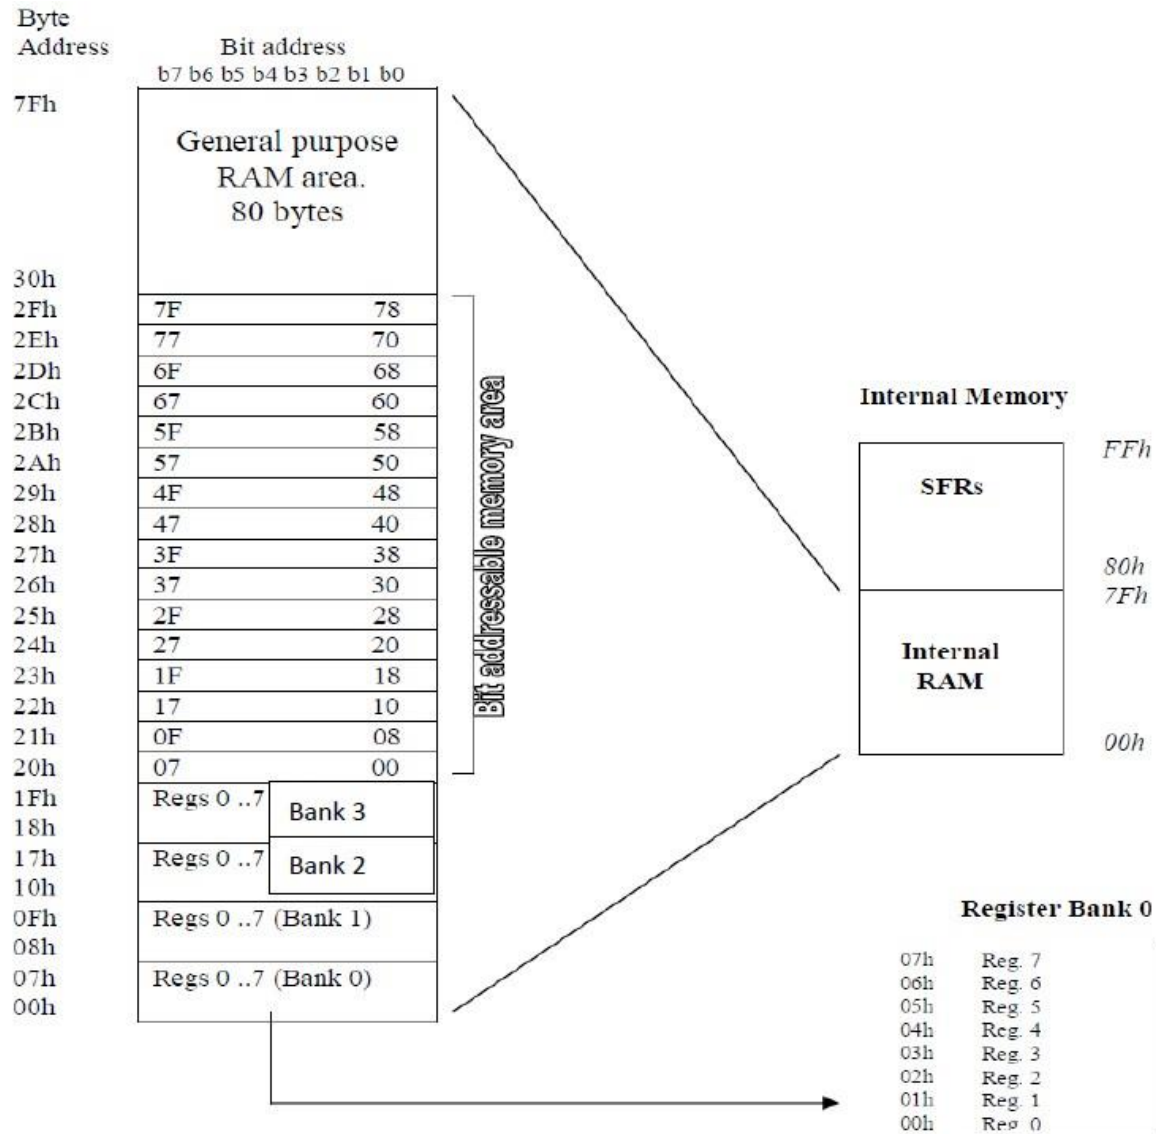 Byte
Address
Bit address
b7 b6 b5 b4 b3 b2 b1 b0
7Fh
General purpose
RAM area.
80 bytes
30h
2Fh 7F 78
2Eh 77 70
2Dh 6F 68
2Ch 67 60
2Bh 5F 58
2Ah 57 50
29h 4F 48
28h 47 40
27h 3F 38
26h 37 30
25h 2F 28
24h 27 20
23h 1F 18
22h 17 10
21h 0F 08
20h 07 00
1Fh Regs 0 ..7 Bank 3
18h
17h Regs 0 ..7 Bank 2
10h
0Fh Regs 0 ..7 (Bank 1)
08h
07h Regs 0 ..7 (Bank 0)
00h
Bit addressable memory area
Internal Memory
FFh
SFRs
80h
7Fh
Internal
RAM
00h
Register Bank 0
07h Reg. 7
06h Reg. 6
05h Reg. 5
04h Reg. 4
03h Reg. 3
02h Reg. 2
01h Reg. 1
00h Reg. 0